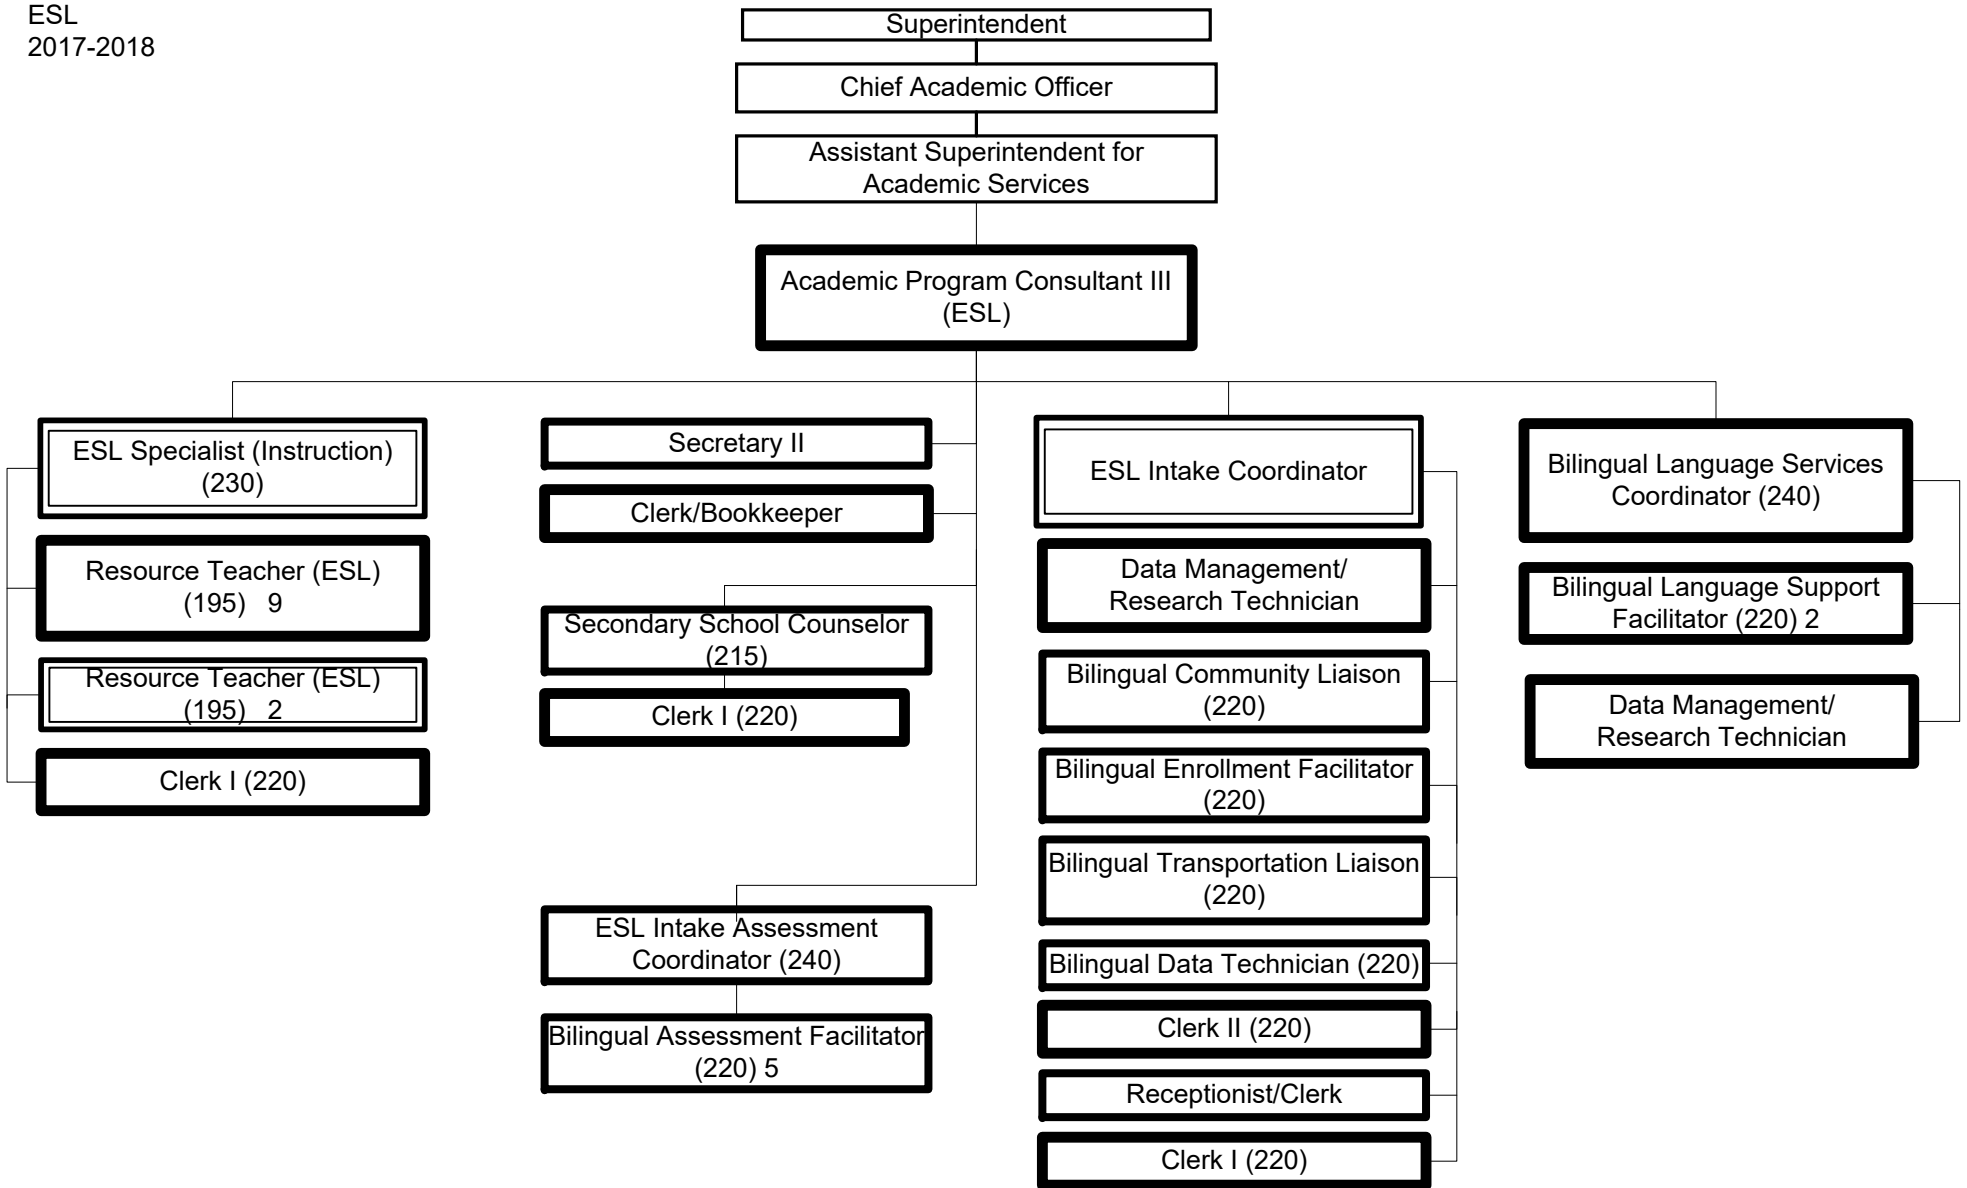 ESL
2017-2018
Superintendent
Chief Academic Officer
Assistant Superintendent for
Academic Services
Academic Program Consultant III
(ESL)
ESL Specialist (Instruction)
(230)
Resource Teacher (ESL)
(195) 9
Resource Teacher (ESL)
(195) 2
Clerk I (220)
Secretary II
Clerk/Bookkeeper
Secondary School Counselor
(215)
Clerk I (220)
ESL Intake Assessment
Coordinator (240)
Bilingual Assessment Facilitator
(220) 5
ESL Intake Coordinator
Data Management/
Research Technician
Bilingual Community Liaison
(220)
Bilingual Enrollment Facilitator
(220)
Bilingual Transportation Liaison
(220)
Bilingual Data Technician (220)
Clerk II (220)
Receptionist/Clerk
Clerk I (220)
Bilingual Language Services
Coordinator (240)
Bilingual Language Support
Facilitator (220) 2
Data Management/
Research Technician